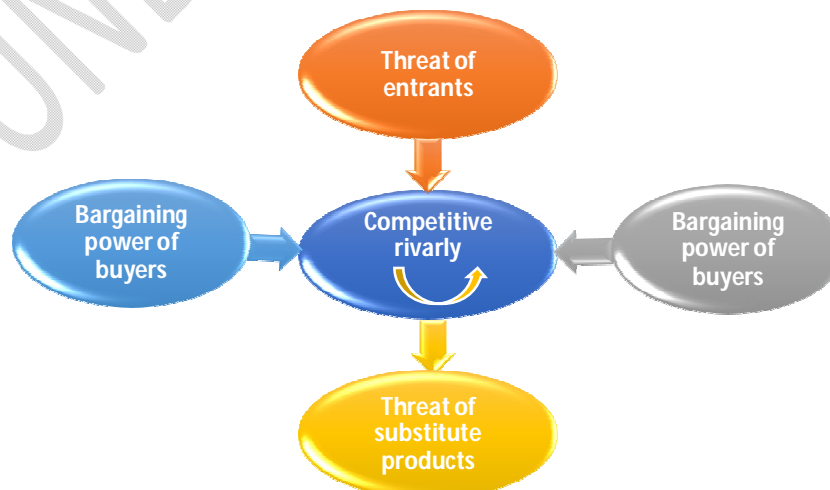 Threat of
entrants
Bargaining
power of
buyers
Competitive
rivarly
Bargaining
power of
buyers
Threat of
substitute
products